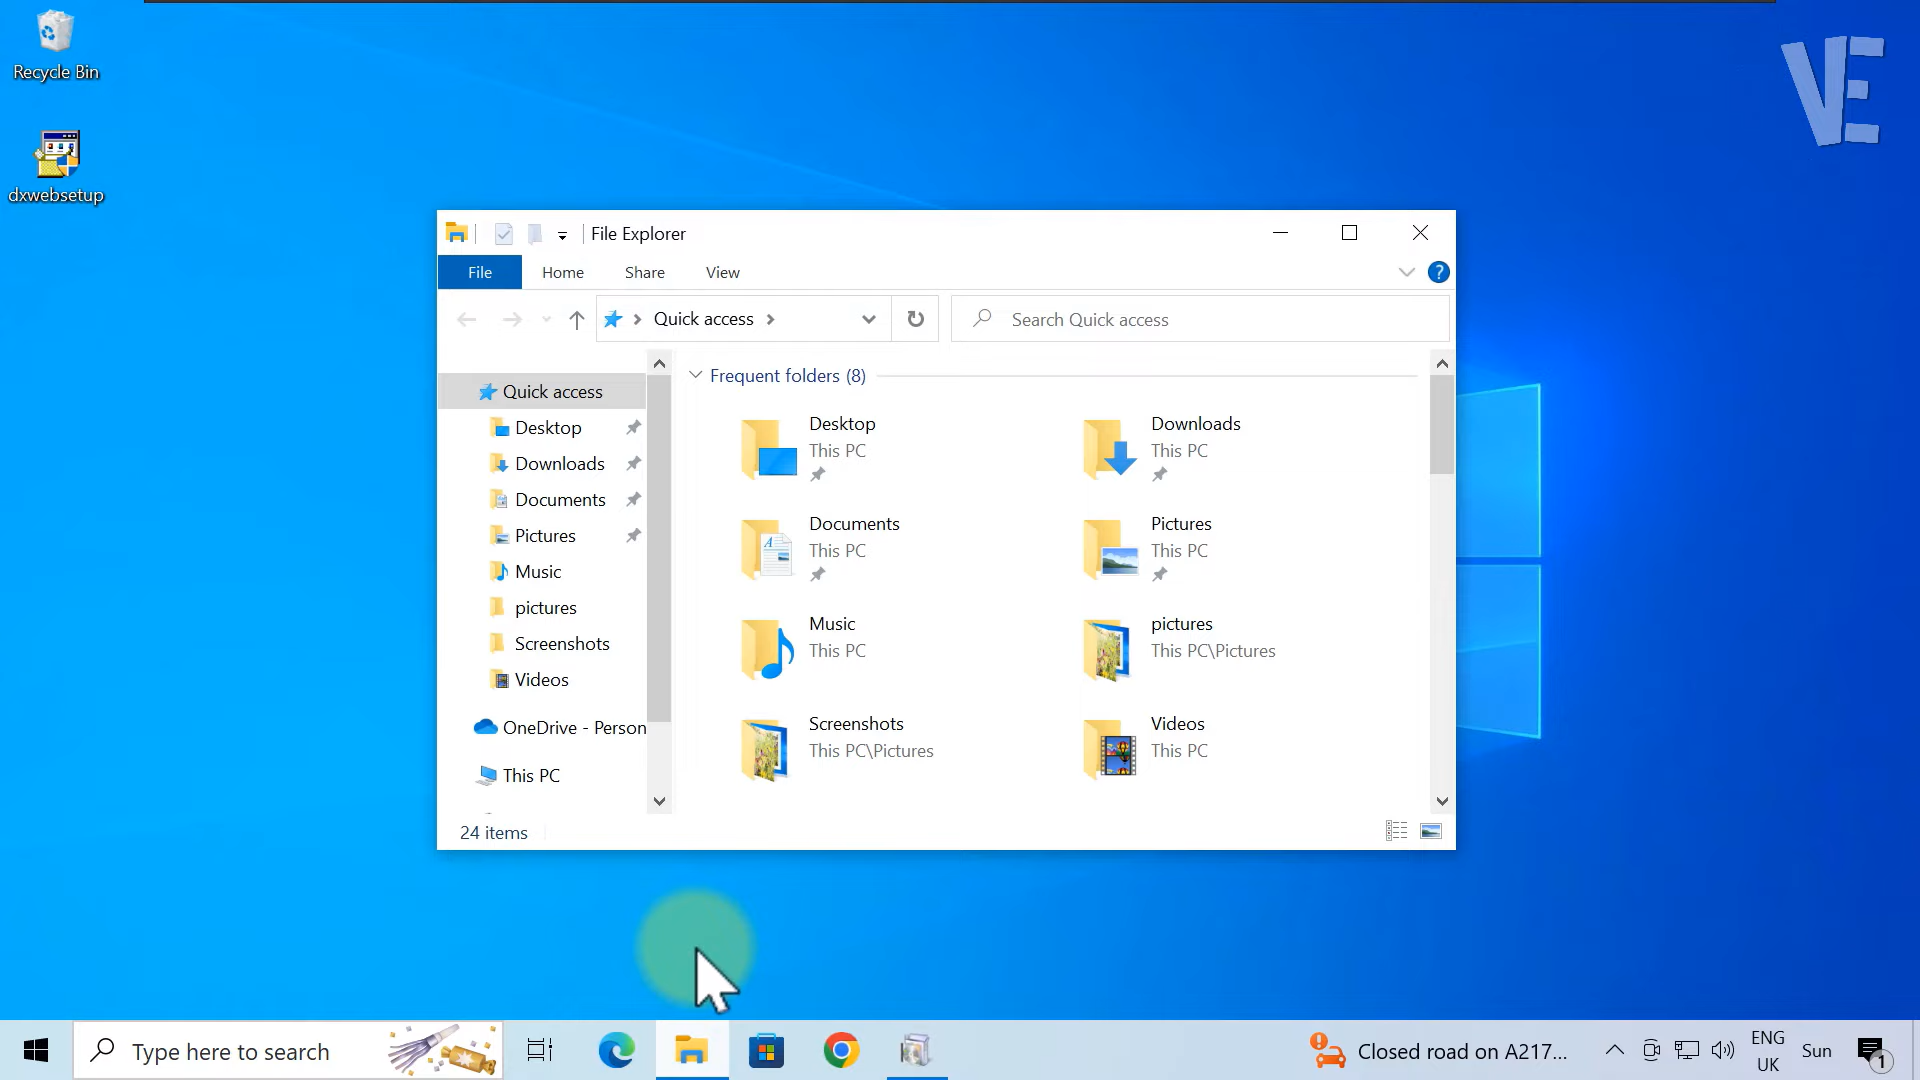 Recycle Bin
dxwebsetup
VE
File Explorer
File
Home
Share
View
?
Quick access
Search Quick access
Quick access
Desktop
Downloads
Documents
Pictures
Music
pictures
Screenshots
Videos
OneDrive - Person
This PC
Frequent folders (8)
Desktop
This PC
Downloads
This PC
Documents
This PC
Pictures
This PC
Music
This PC
pictures
This PC\Pictures
Screenshots
This PC\Pictures
Videos
This PC
24 items
Type here to search
Closed road on A217...
ENG
UK
Sun
1